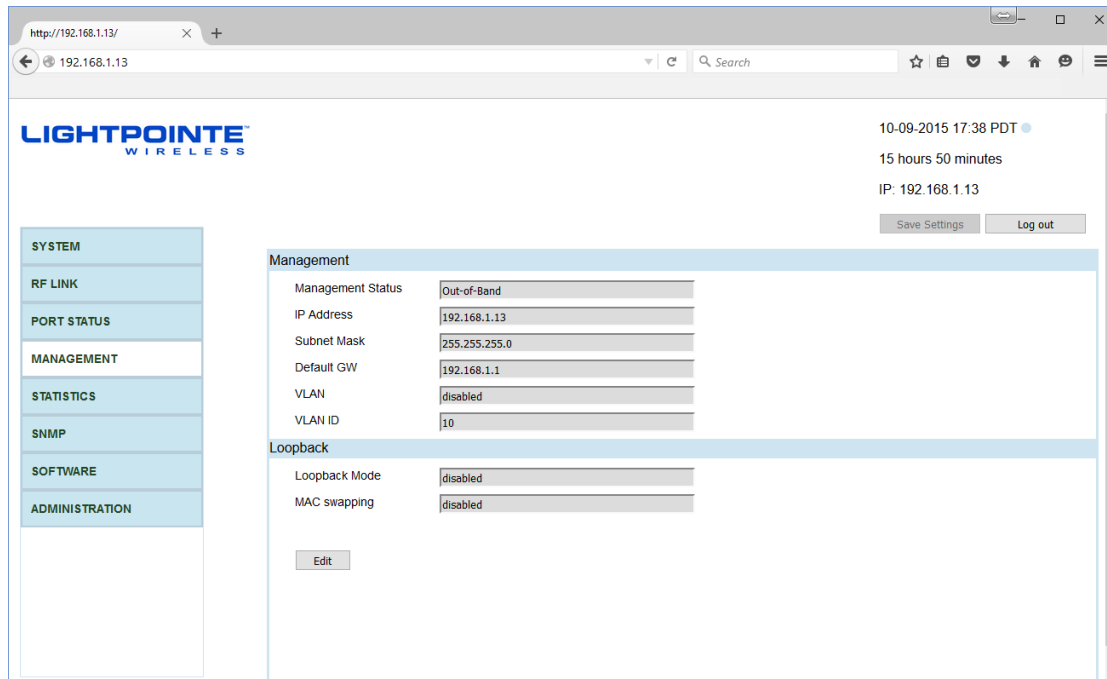 http://192.168.1.13/
192.168.1.13
Search
LIGHTPOINTE™
WIRELESS
10-09-2015 17:38 PDT
15 hours 50 minutes
IP: 192.168.1.13
Save Settings
Log out
SYSTEM
RF LINK
PORT STATUS
MANAGEMENT
STATISTICS
SNMP
SOFTWARE
ADMINISTRATION
Management
Management Status Out-of-Band
IP Address 192.168.1.13
Subnet Mask 255.255.255.0
Default GW 192.168.1.1
VLAN disabled
VLAN ID 10
Loopback
Loopback Mode disabled
MAC swapping disabled
Edit